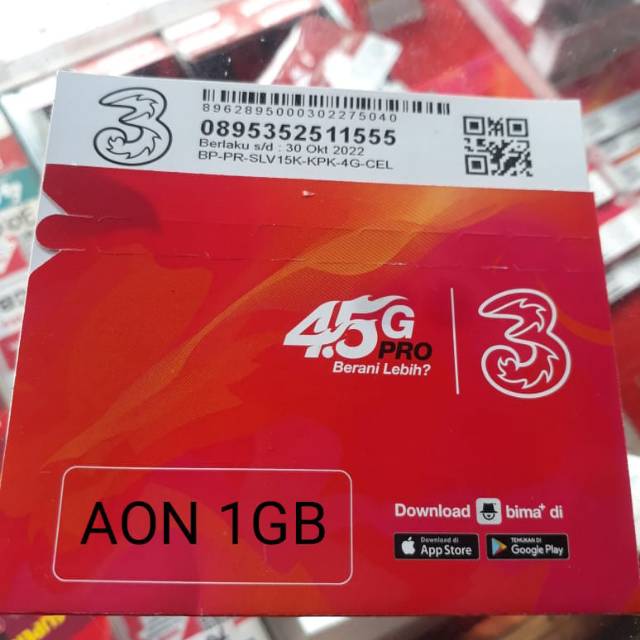 3
8962895000302275040
0895352511555
Berlaku s/d : 30 Okt 2022
BP-PR-SLV15K-KPK-4G-CEL
4.5G
PRO
Berani Lebih?
3
AON 1GB
Download bima+ di
Download di
App Store
TEMUKAN DI
Google Play